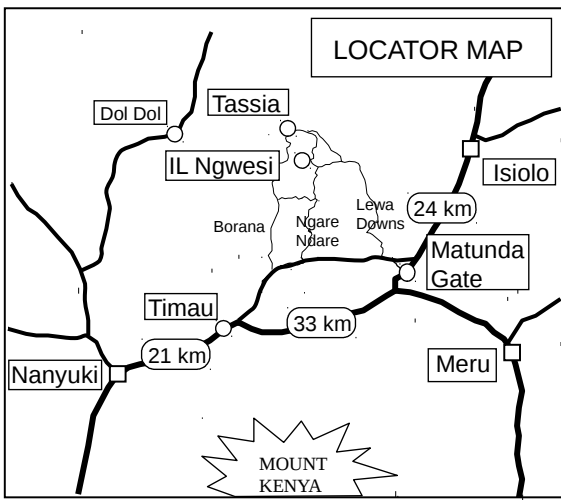 LOCATOR MAP
Dol Dol
Tassia
IL Ngwesi
Isiolo
Borana
Ngare
Ndare
Lewa
Downs
24 km
Matunda
Gate
Timau
33 km
21 km
Nanyuki
Meru
MOUNT
KENYA